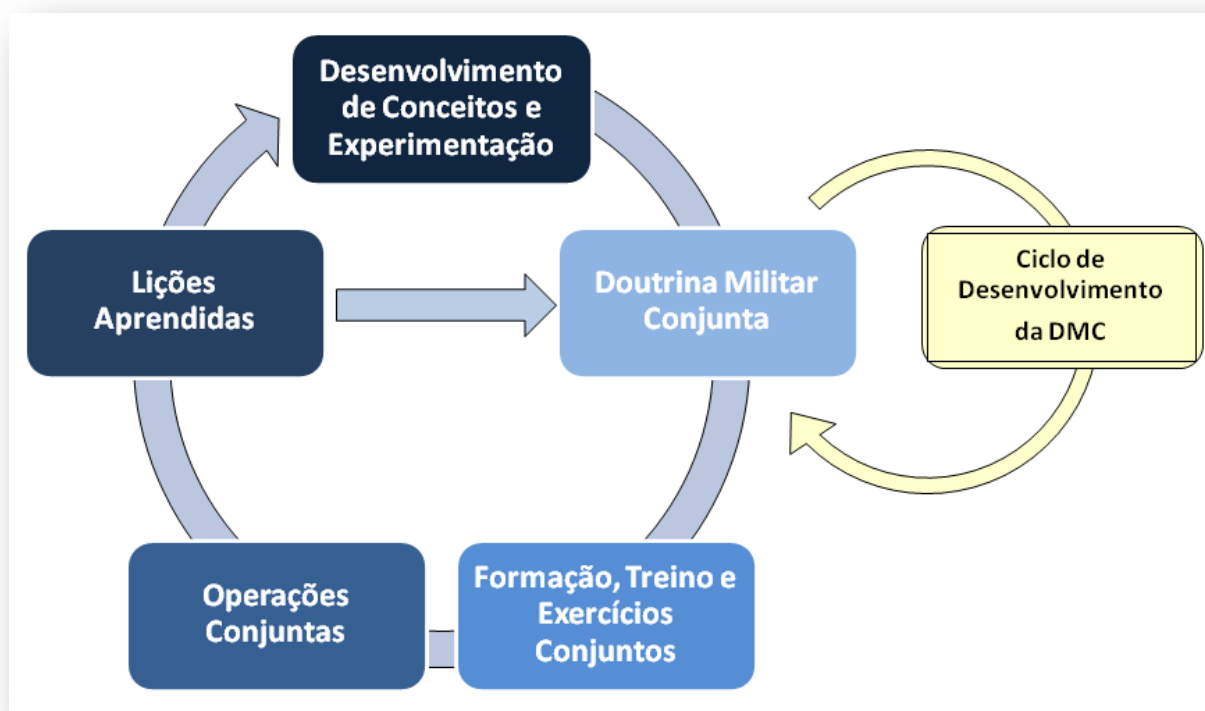 Desenvolvimento
de Conceitos e
Experimentação
Lições
Aprendidas
Doutrina Militar
Conjunta
Ciclo de
Desenvolvimento
da DMC
Operações
Conjuntas
Formação, Treino e
Exercícios
Conjuntos